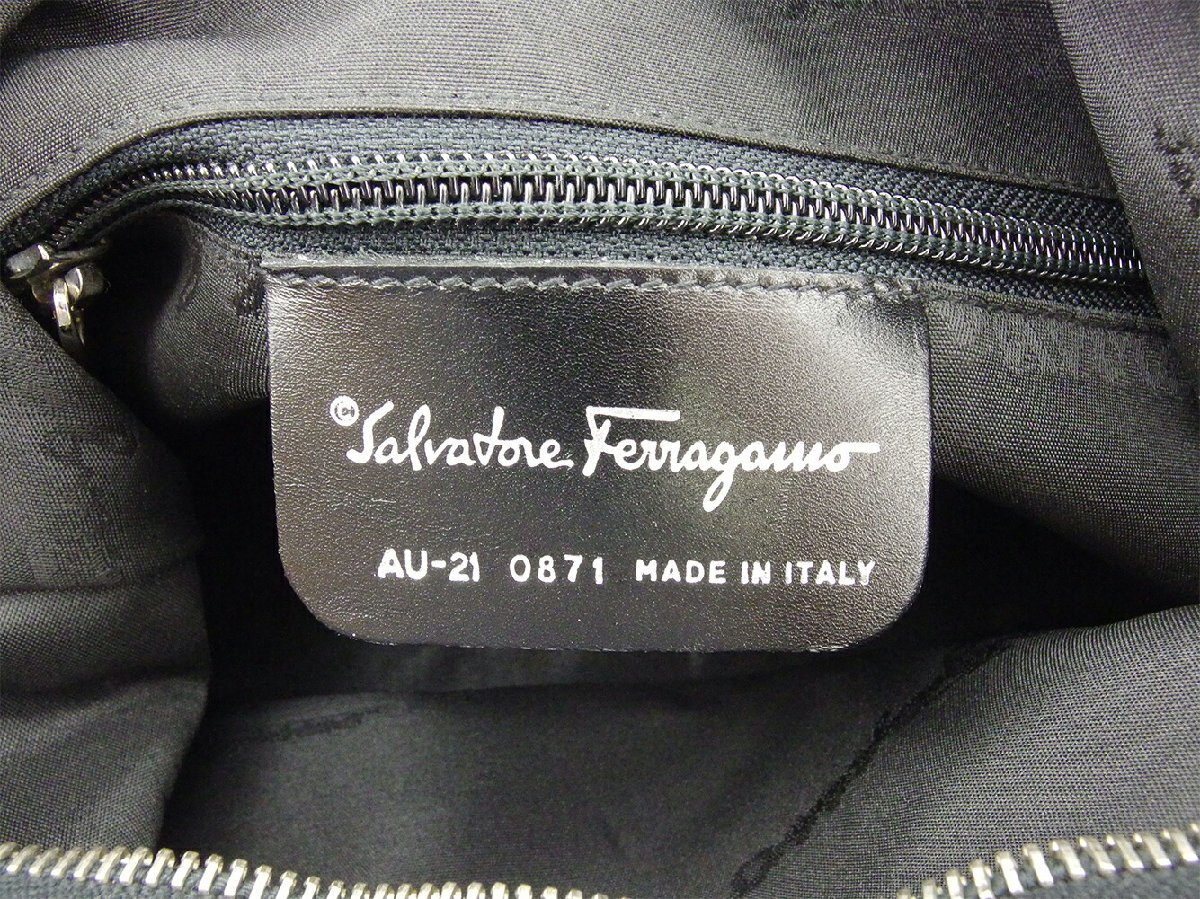 Salvatore Ferragamo
AU-21 0871 MADE IN ITALY